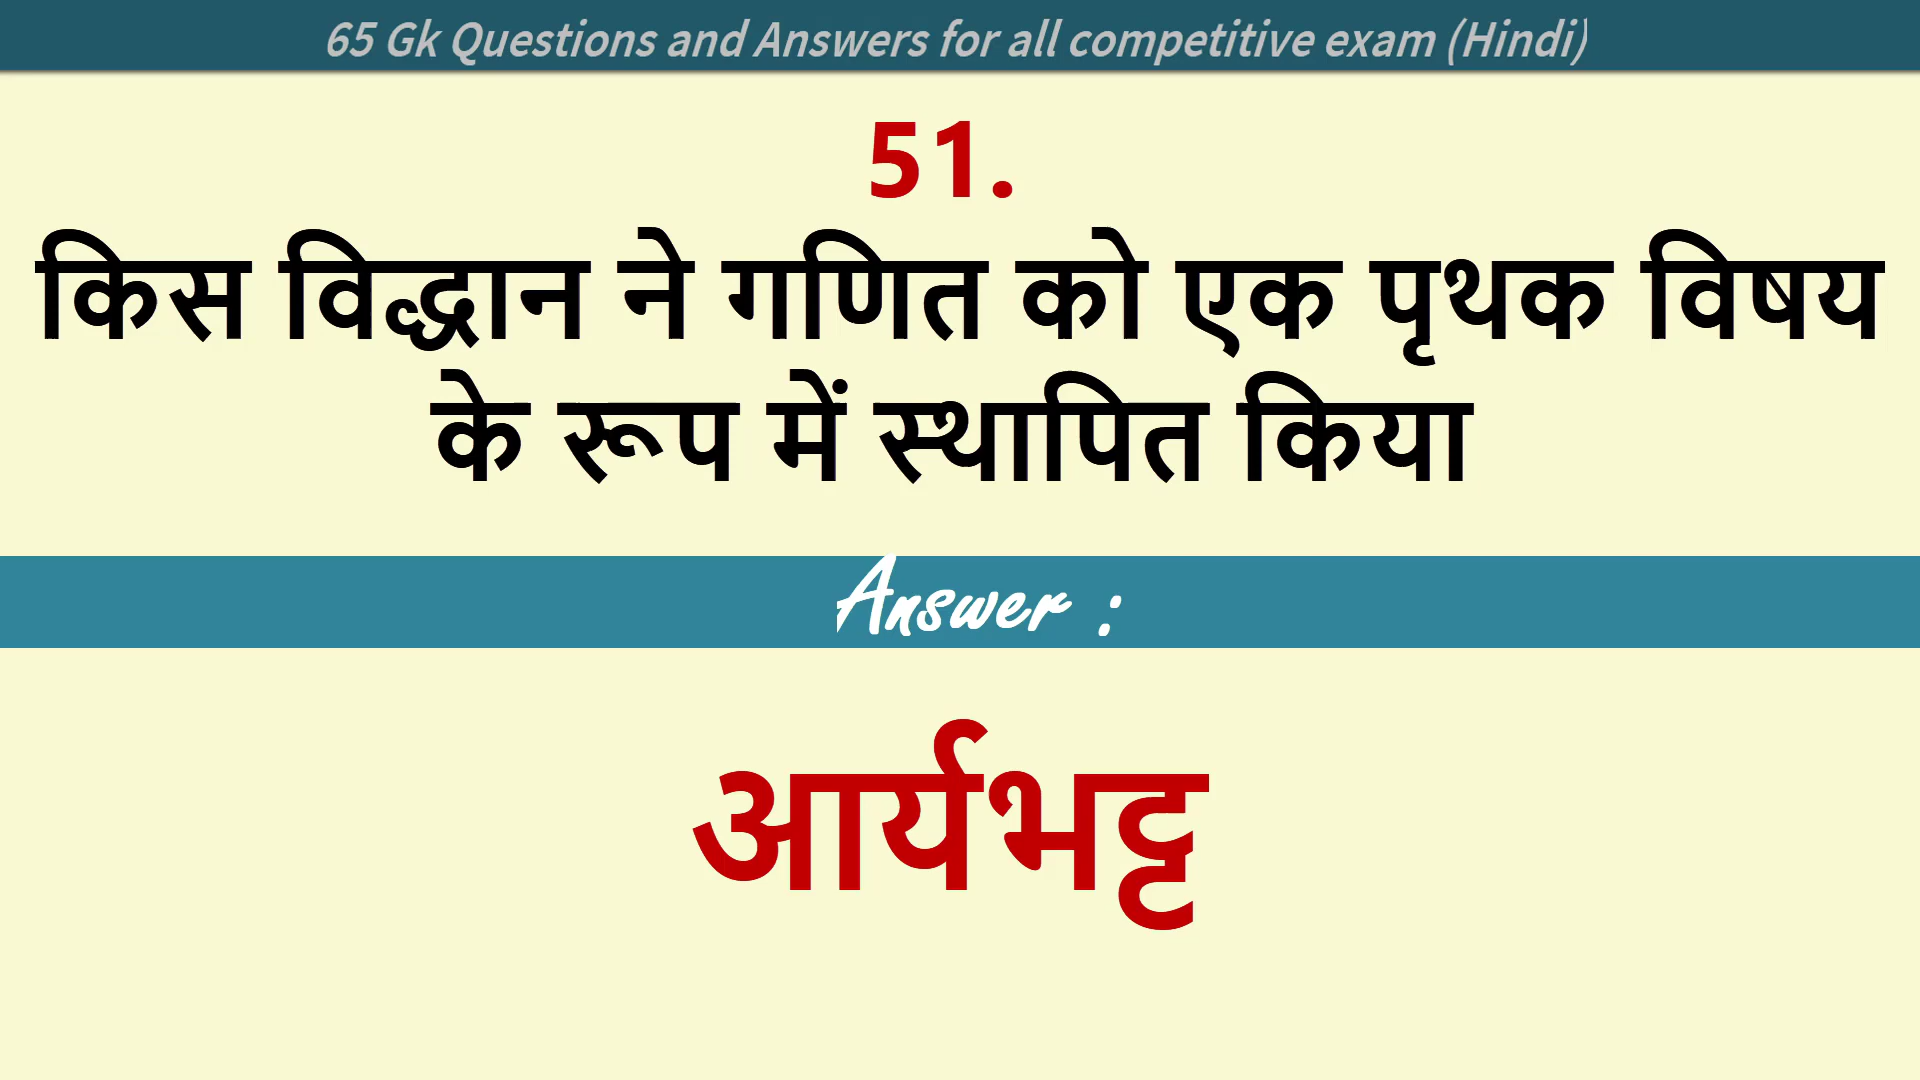 65 Gk Questions and Answers for all competitive exam (Hindi)
51.
किस विद्धान ने गणित को एक पृथक विषय
के रूप में स्थापित किया
Answer :
आर्यभट्ट